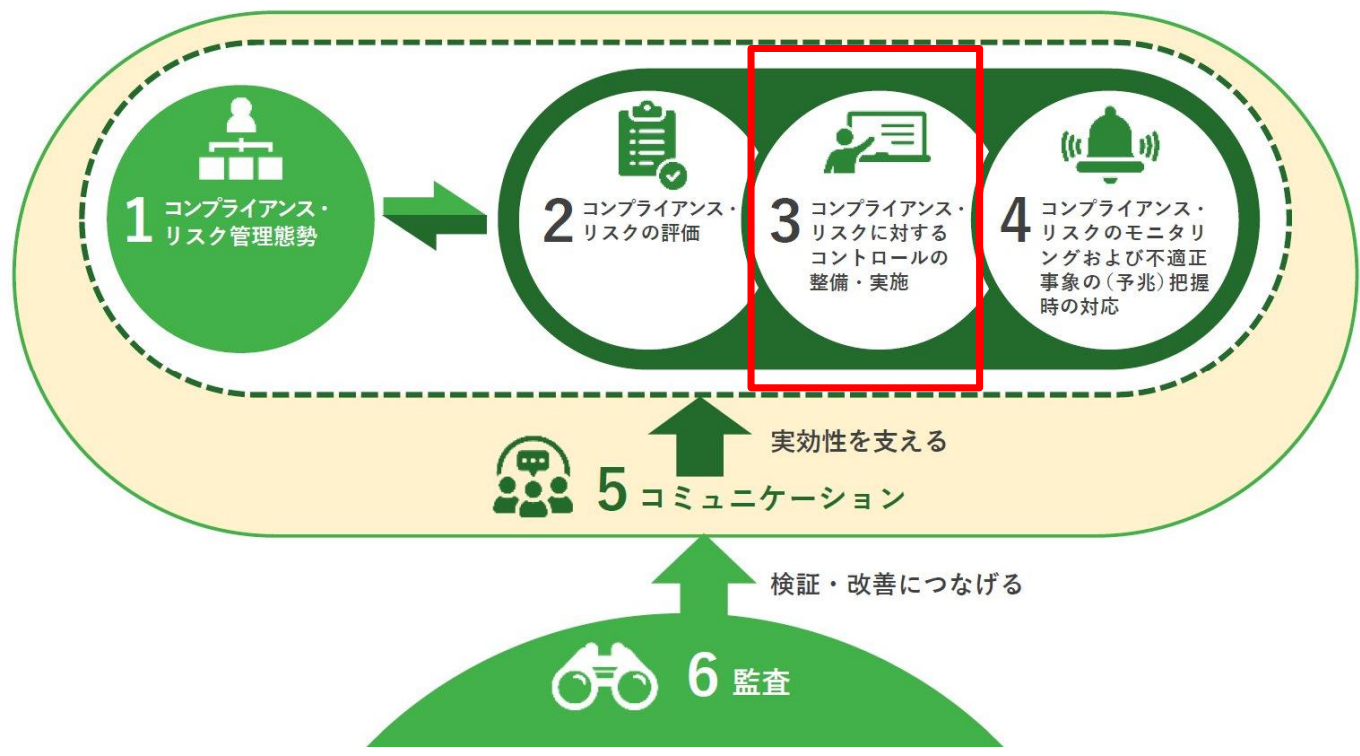 1
コンプライアンス・
リスク管理態勢
2
コンプライアンス・
リスクの評価
3
コンプライアンス・
リスクに対する
コントロールの
整備・実施
4
コンプライアンス・
リスクのモニタリ
ングおよび不適正
事象の(予兆)把握
時の対応
実効性を支える
5 コミュニケーション
検証・改善につなげる
6 監査